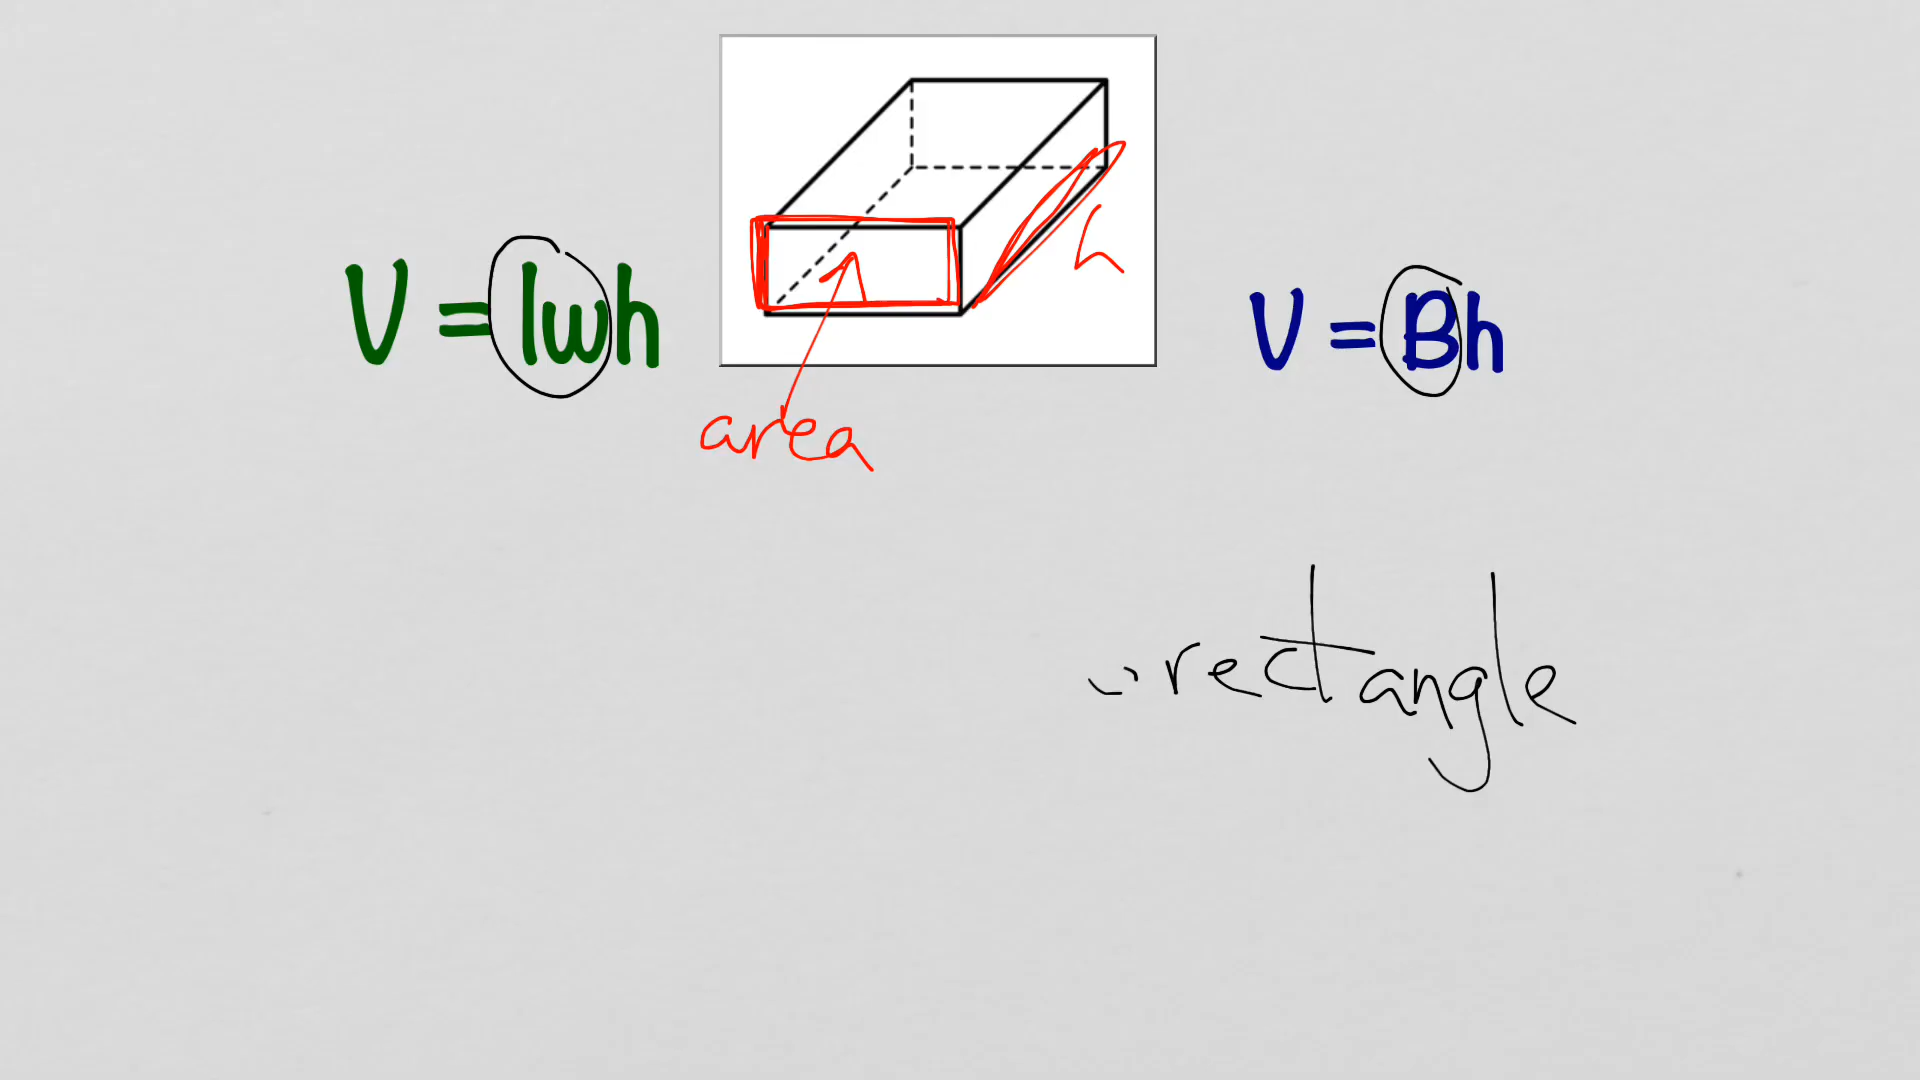 V = lwh
h
V = Bh
area
rectangle